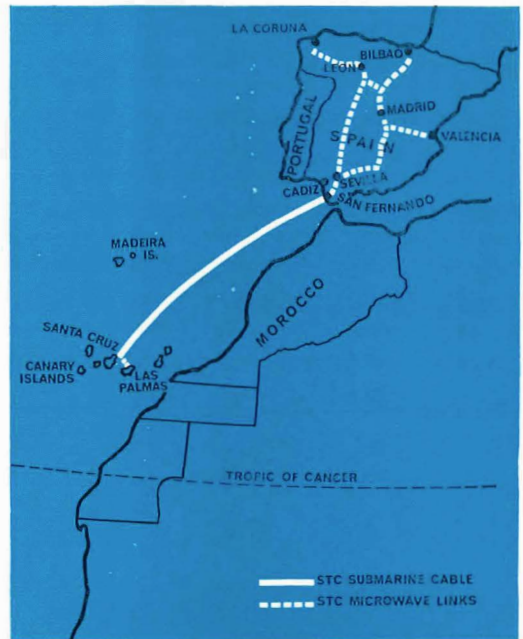 LA CORUNA
BILBAO
LEON
MADRID
PORTUGAL
SPAIN
VALENCIA
CADIZ
SEVILLA
SAN FERNANDO
MADEIRA
IS.
MOROCCO
SANTA CRUZ
CANARY
ISLANDS
LAS
PALMAS
TROPIC OF CANCER
STC SUBMARINE CABLE
STC MICROWAVE LINKS